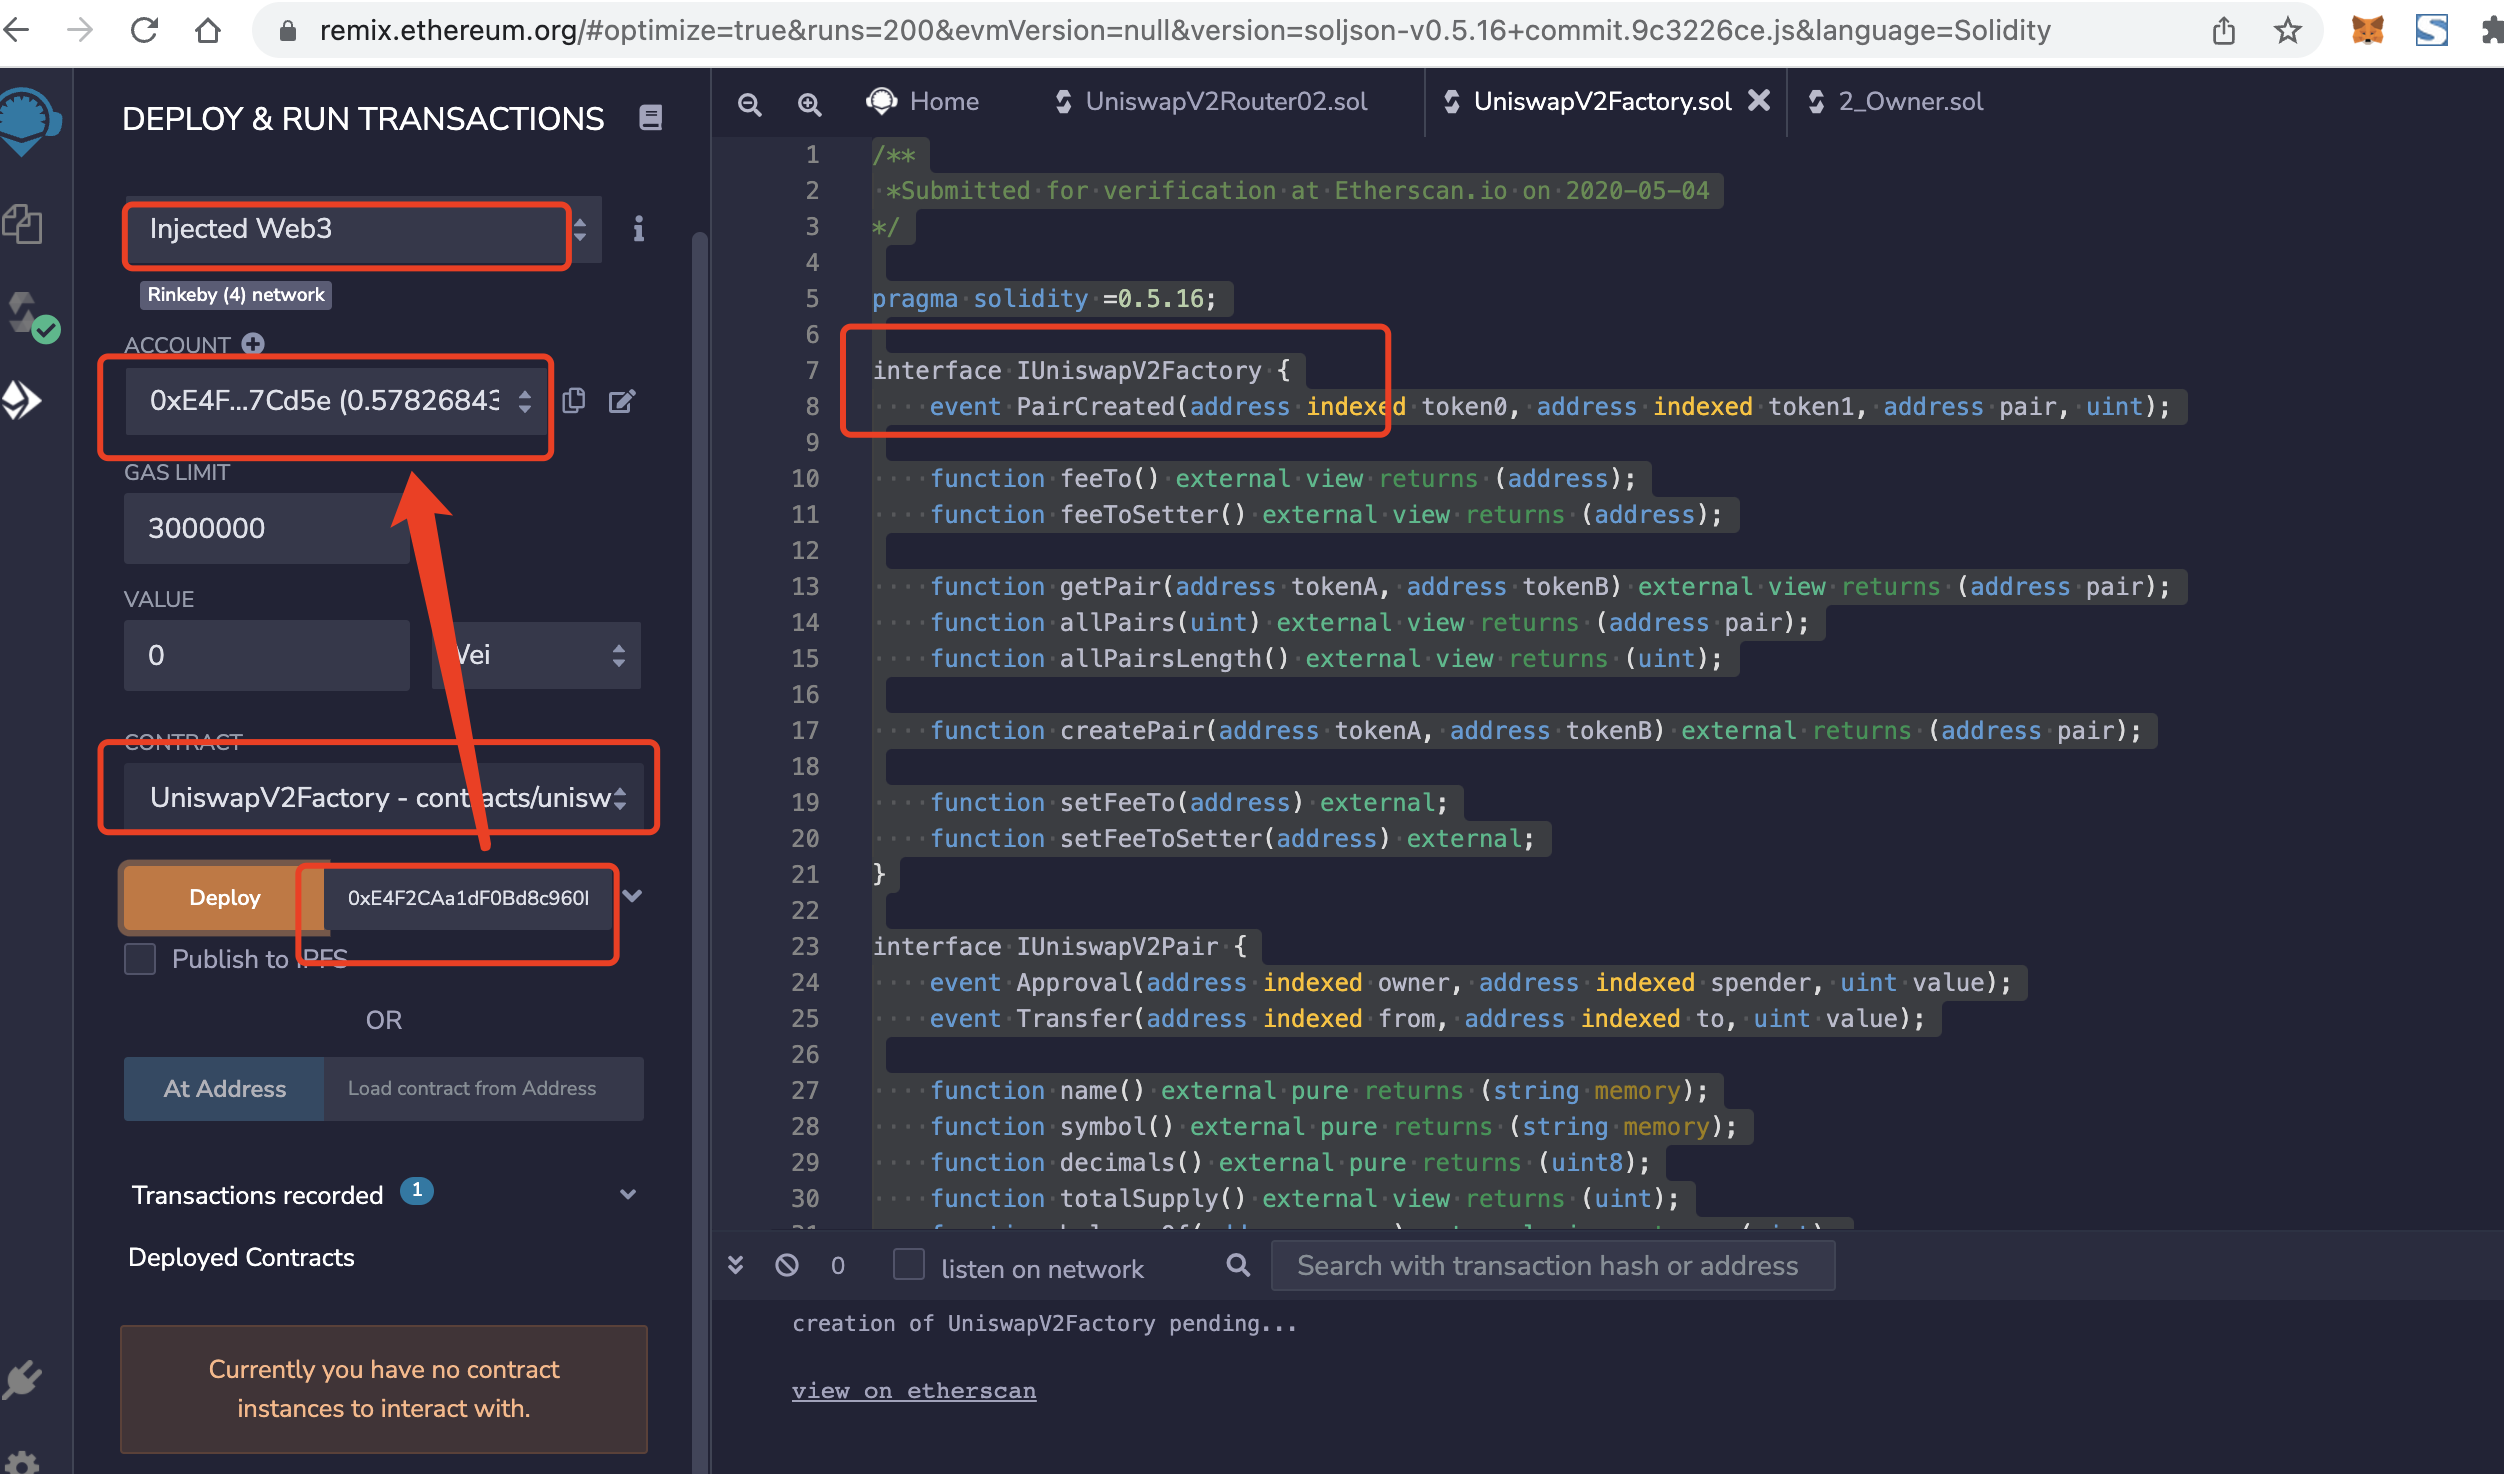 remix.ethereum.org/#optimize=true&runs=200&evmVersion=null&version=soljson-v0.5.16+commit.9c3226ce.js&language=Solidity
DEPLOY & RUN TRANSACTIONS
Injected Web3
Rinkeby (4) network
ACCOUNT
0xE4F...7Cd5e (0.57826843
GAS LIMIT
3000000
VALUE
0
Wei
CONTRACT
UniswapV2Factory - contracts/unisw
Deploy
0xE4F2CAa1dF0Bd8c960
Publish to IPFS
OR
At Address
Load contract from Address
Transactions recorded 1
Deployed Contracts
Currently you have no contract
instances to interact with.
Home
UniswapV2Router02.sol
UniswapV2Factory.sol
2_Owner.sol
1 /**
2 *Submitted for verification at Etherscan.io on 2020-05-04
3 */
4
5 pragma solidity =0.5.16;
6
7 interface IUniswapV2Factory {
8 event PairCreated(address indexed token0, address indexed token1, address pair, uint);
9
10 function feeTo() external view returns (address);
11 function feeToSetter() external view returns (address);
12
13 function getPair(address tokenA, address tokenB) external view returns (address pair);
14 function allPairs(uint) external view returns (address pair);
15 function allPairsLength() external view returns (uint);
16
17 function createPair(address tokenA, address tokenB) external returns (address pair);
18
19 function setFeeTo(address) external;
20 function setFeeToSetter(address) external;
21 }
22
23 interface IUniswapV2Pair {
24 event Approval(address indexed owner, address indexed spender, uint value);
25 event Transfer(address indexed from, address indexed to, uint value);
26
27 function name() external pure returns (string memory);
28 function symbol() external pure returns (string memory);
29 function decimals() external pure returns (uint8);
30 function totalSupply() external view returns (uint);
0
listen on network
Search with transaction hash or address
creation of UniswapV2Factory pending...
view on etherscan